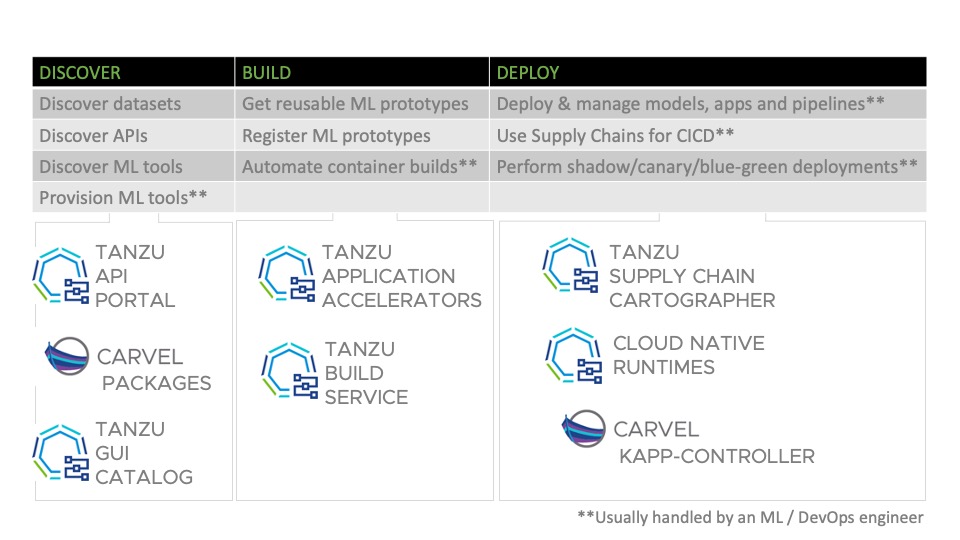 DISCOVER BUILD DEPLOY
Discover datasets Get reusable ML prototypes Deploy & manage models, apps and pipelines**
Discover APIs Register ML prototypes Use Supply Chains for CICD**
Discover ML tools Automate container builds** Perform shadow/canary/blue-green deployments**
Provision ML tools**
TANZU
API
PORTAL
CARVEL
PACKAGES
TANZU
GUI
CATALOG
TANZU
APPLICATION
ACCELERATORS
TANZU
BUILD
SERVICE
TANZU
SUPPLY CHAIN
CARTOGRAPHER
CLOUD NATIVE
RUNTIMES
CARVEL
KAPP-CONTROLLER
**Usually handled by an ML / DevOps engineer